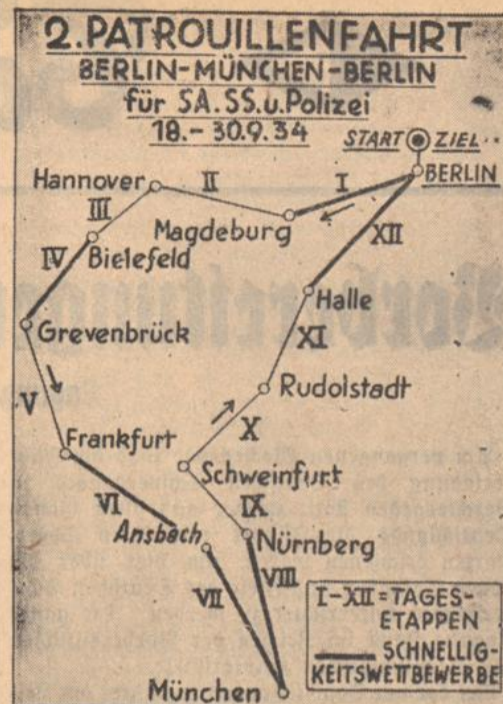 2. PATROUILLENFAHRT
BERLIN-MÜNCHEN-BERLIN
für SA. SS. u. Polizei
18.- 30.9.34
START ZIEL
BERLIN
I
II
Hannover
III
Magdeburg
XII
IV
Bielefeld
Halle
Grevenbrück
XI
V
Rudolstadt
Frankfurt
X
Schweinfurt
VI
IX
Ansbach
Nürnberg
VII
VIII
I-XII=TAGES-
ETAPPEN
SCHNELLIG-
KEITSWETTBEWERBE
München